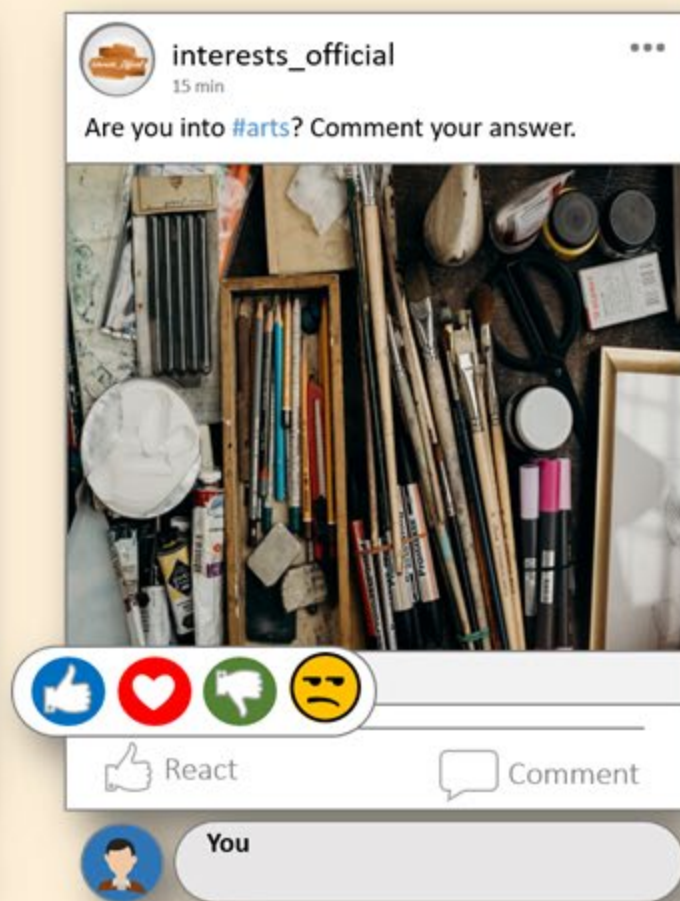 interests_official
15 min
Are you into #arts? Comment your answer.
React
Comment
You